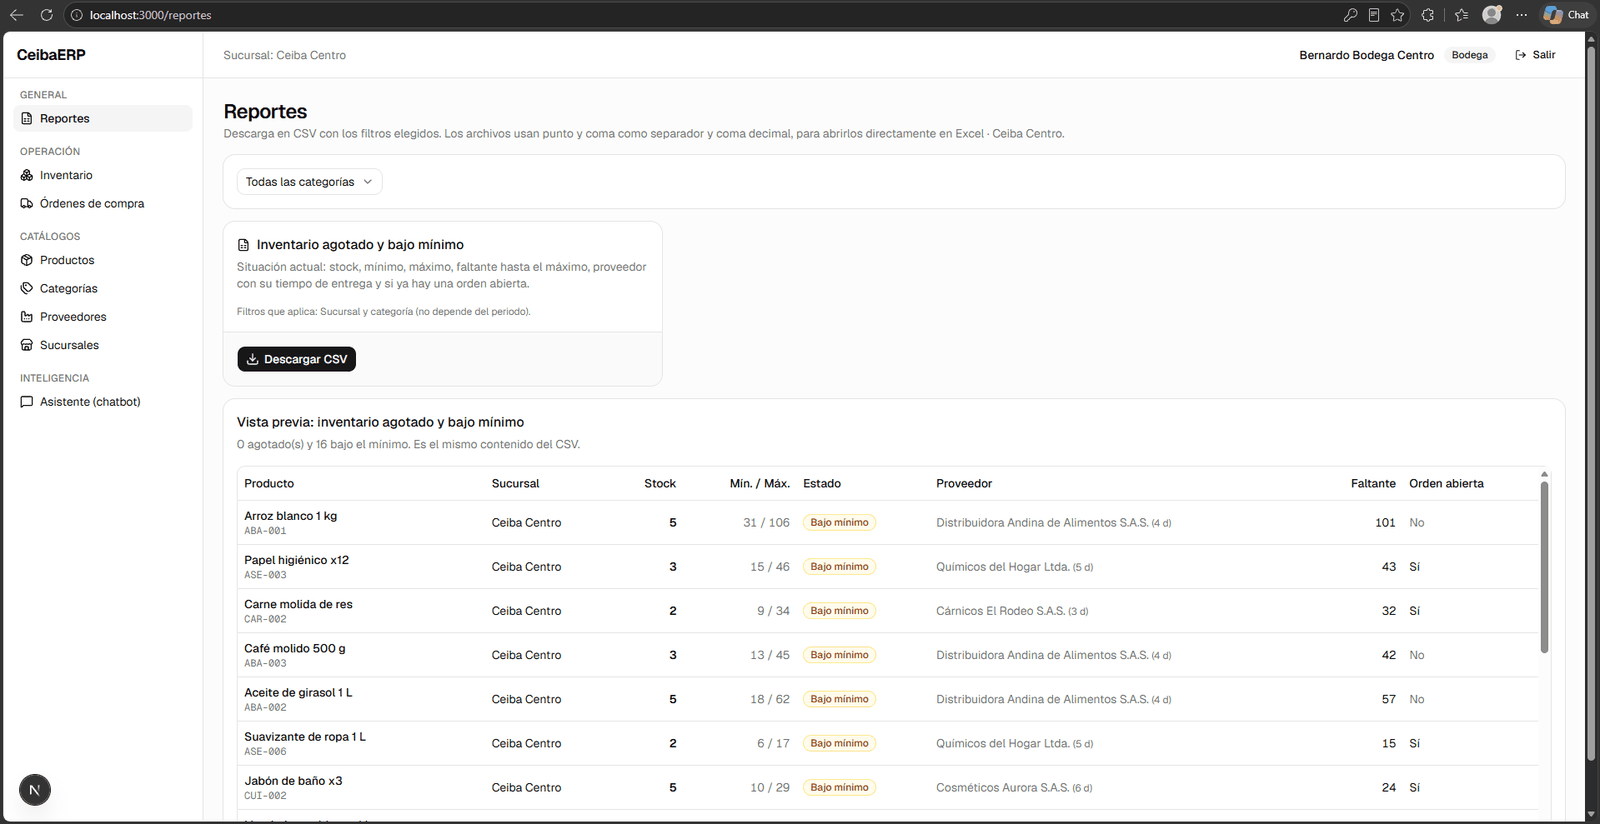 localhost:3000/reportes
Chat
CeibaERP
Sucursal: Ceiba Centro
Bernardo Bodega Centro
Bodega
Salir
GENERAL
Reportes
OPERACIÓN
Inventario
Órdenes de compra
CATÁLOGOS
Productos
Categorías
Proveedores
Sucursales
INTELIGENCIA
Asistente (chatbot)
N
Reportes
Descarga en CSV con los filtros elegidos. Los archivos usan punto y coma como separador y coma decimal, para abrirlos directamente en Excel · Ceiba Centro.
Todas las categorías
Inventario agotado y bajo mínimo
Situación actual: stock, mínimo, máximo, faltante hasta el máximo, proveedor
con su tiempo de entrega y si ya hay una orden abierta.
Filtros que aplica: Sucursal y categoría (no depende del periodo).
Descargar CSV
Vista previa: inventario agotado y bajo mínimo
0 agotado(s) y 16 bajo el mínimo. Es el mismo contenido del CSV.
Producto Sucursal Stock Mín. / Máx. Estado Proveedor Faltante Orden abierta
Arroz blanco 1 kg
ABA-001
Ceiba Centro 5 31 / 106 Bajo mínimo Distribuidora Andina de Alimentos S.A.S. (4 d) 101 No
Papel higiénico x12
ASE-003
Ceiba Centro 3 15 / 46 Bajo mínimo Químicos del Hogar Ltda. (5 d) 43 Sí
Carne molida de res
CAR-002
Ceiba Centro 2 9 / 34 Bajo mínimo Cárnicos El Rodeo S.A.S. (3 d) 32 Sí
Café molido 500 g
ABA-003
Ceiba Centro 3 13 / 45 Bajo mínimo Distribuidora Andina de Alimentos S.A.S. (4 d) 42 No
Aceite de girasol 1 L
ABA-002
Ceiba Centro 5 18 / 62 Bajo mínimo Distribuidora Andina de Alimentos S.A.S. (4 d) 57 No
Suavizante de ropa 1 L
ASE-006
Ceiba Centro 2 6 / 17 Bajo mínimo Químicos del Hogar Ltda. (5 d) 15 Sí
Jabón de baño x3
CUI-002
Ceiba Centro 5 10 / 29 Bajo mínimo Cosméticos Aurora S.A.S. (6 d) 24 Sí